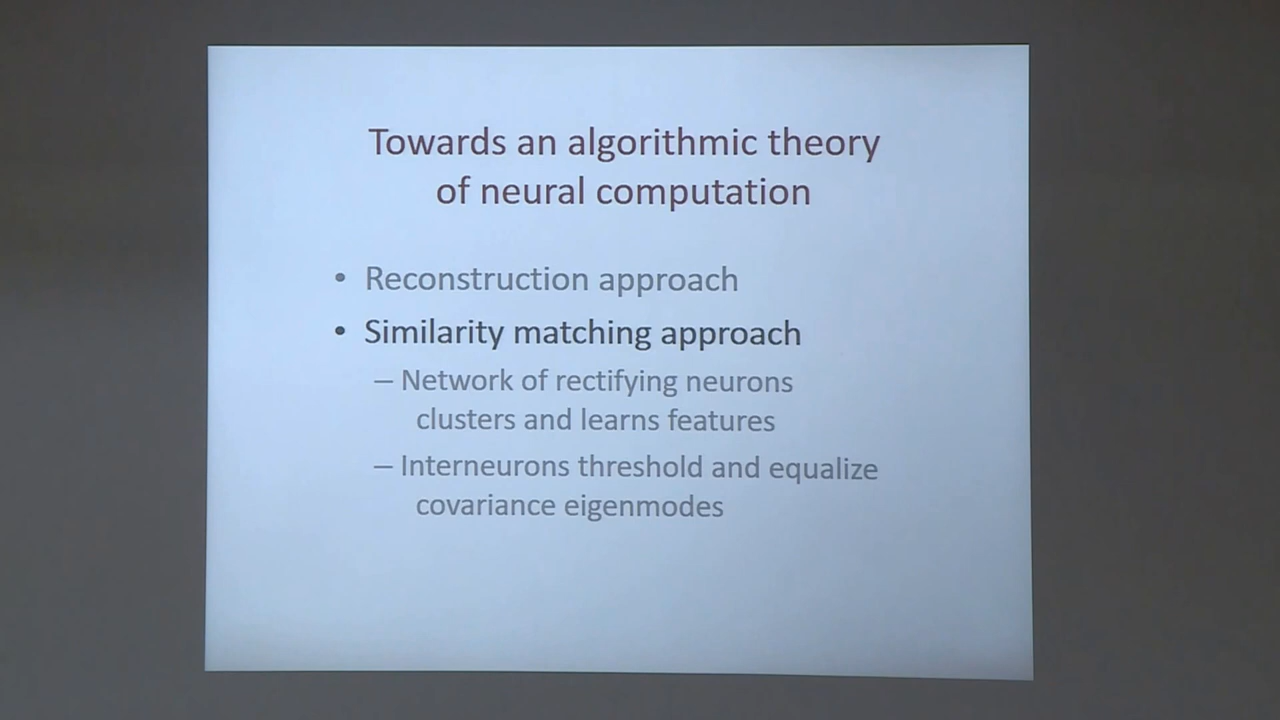 Towards an algorithmic theory
of neural computation
• Reconstruction approach
• Similarity matching approach
– Network of rectifying neurons
clusters and learns features
– Interneurons threshold and equalize
covariance eigenmodes